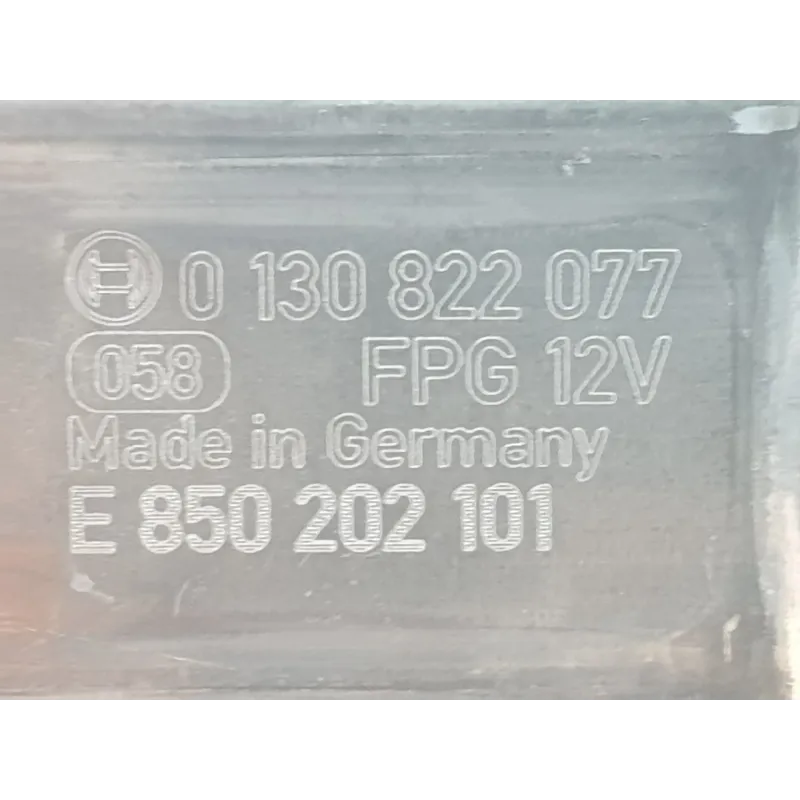 0 130 822 077
058 FPG 12V
Made in Germany
E 850 202 101